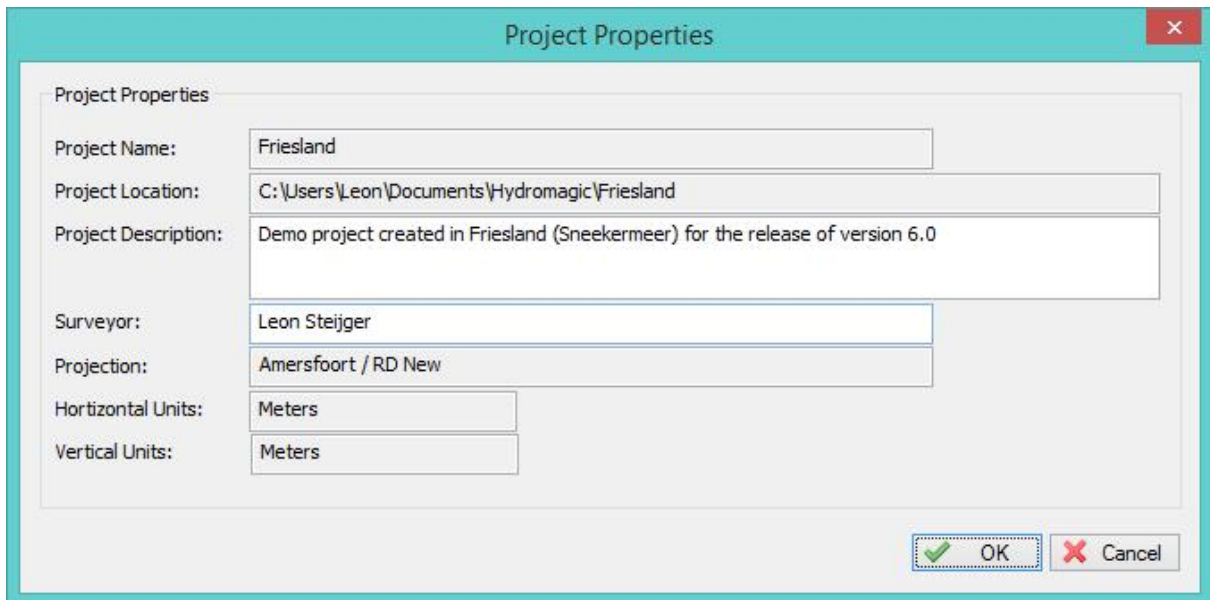 Project Properties
Project Properties
Project Name: Friesland
Project Location: C:\Users\Leon\Documents\Hydromagic\Friesland
Project Description: Demo project created in Friesland (Sneekermeer) for the release of version 6.0
Surveyor: Leon Steijger
Projection: Amersfoort / RD New
Hortizontal Units: Meters
Vertical Units: Meters
OK Cancel